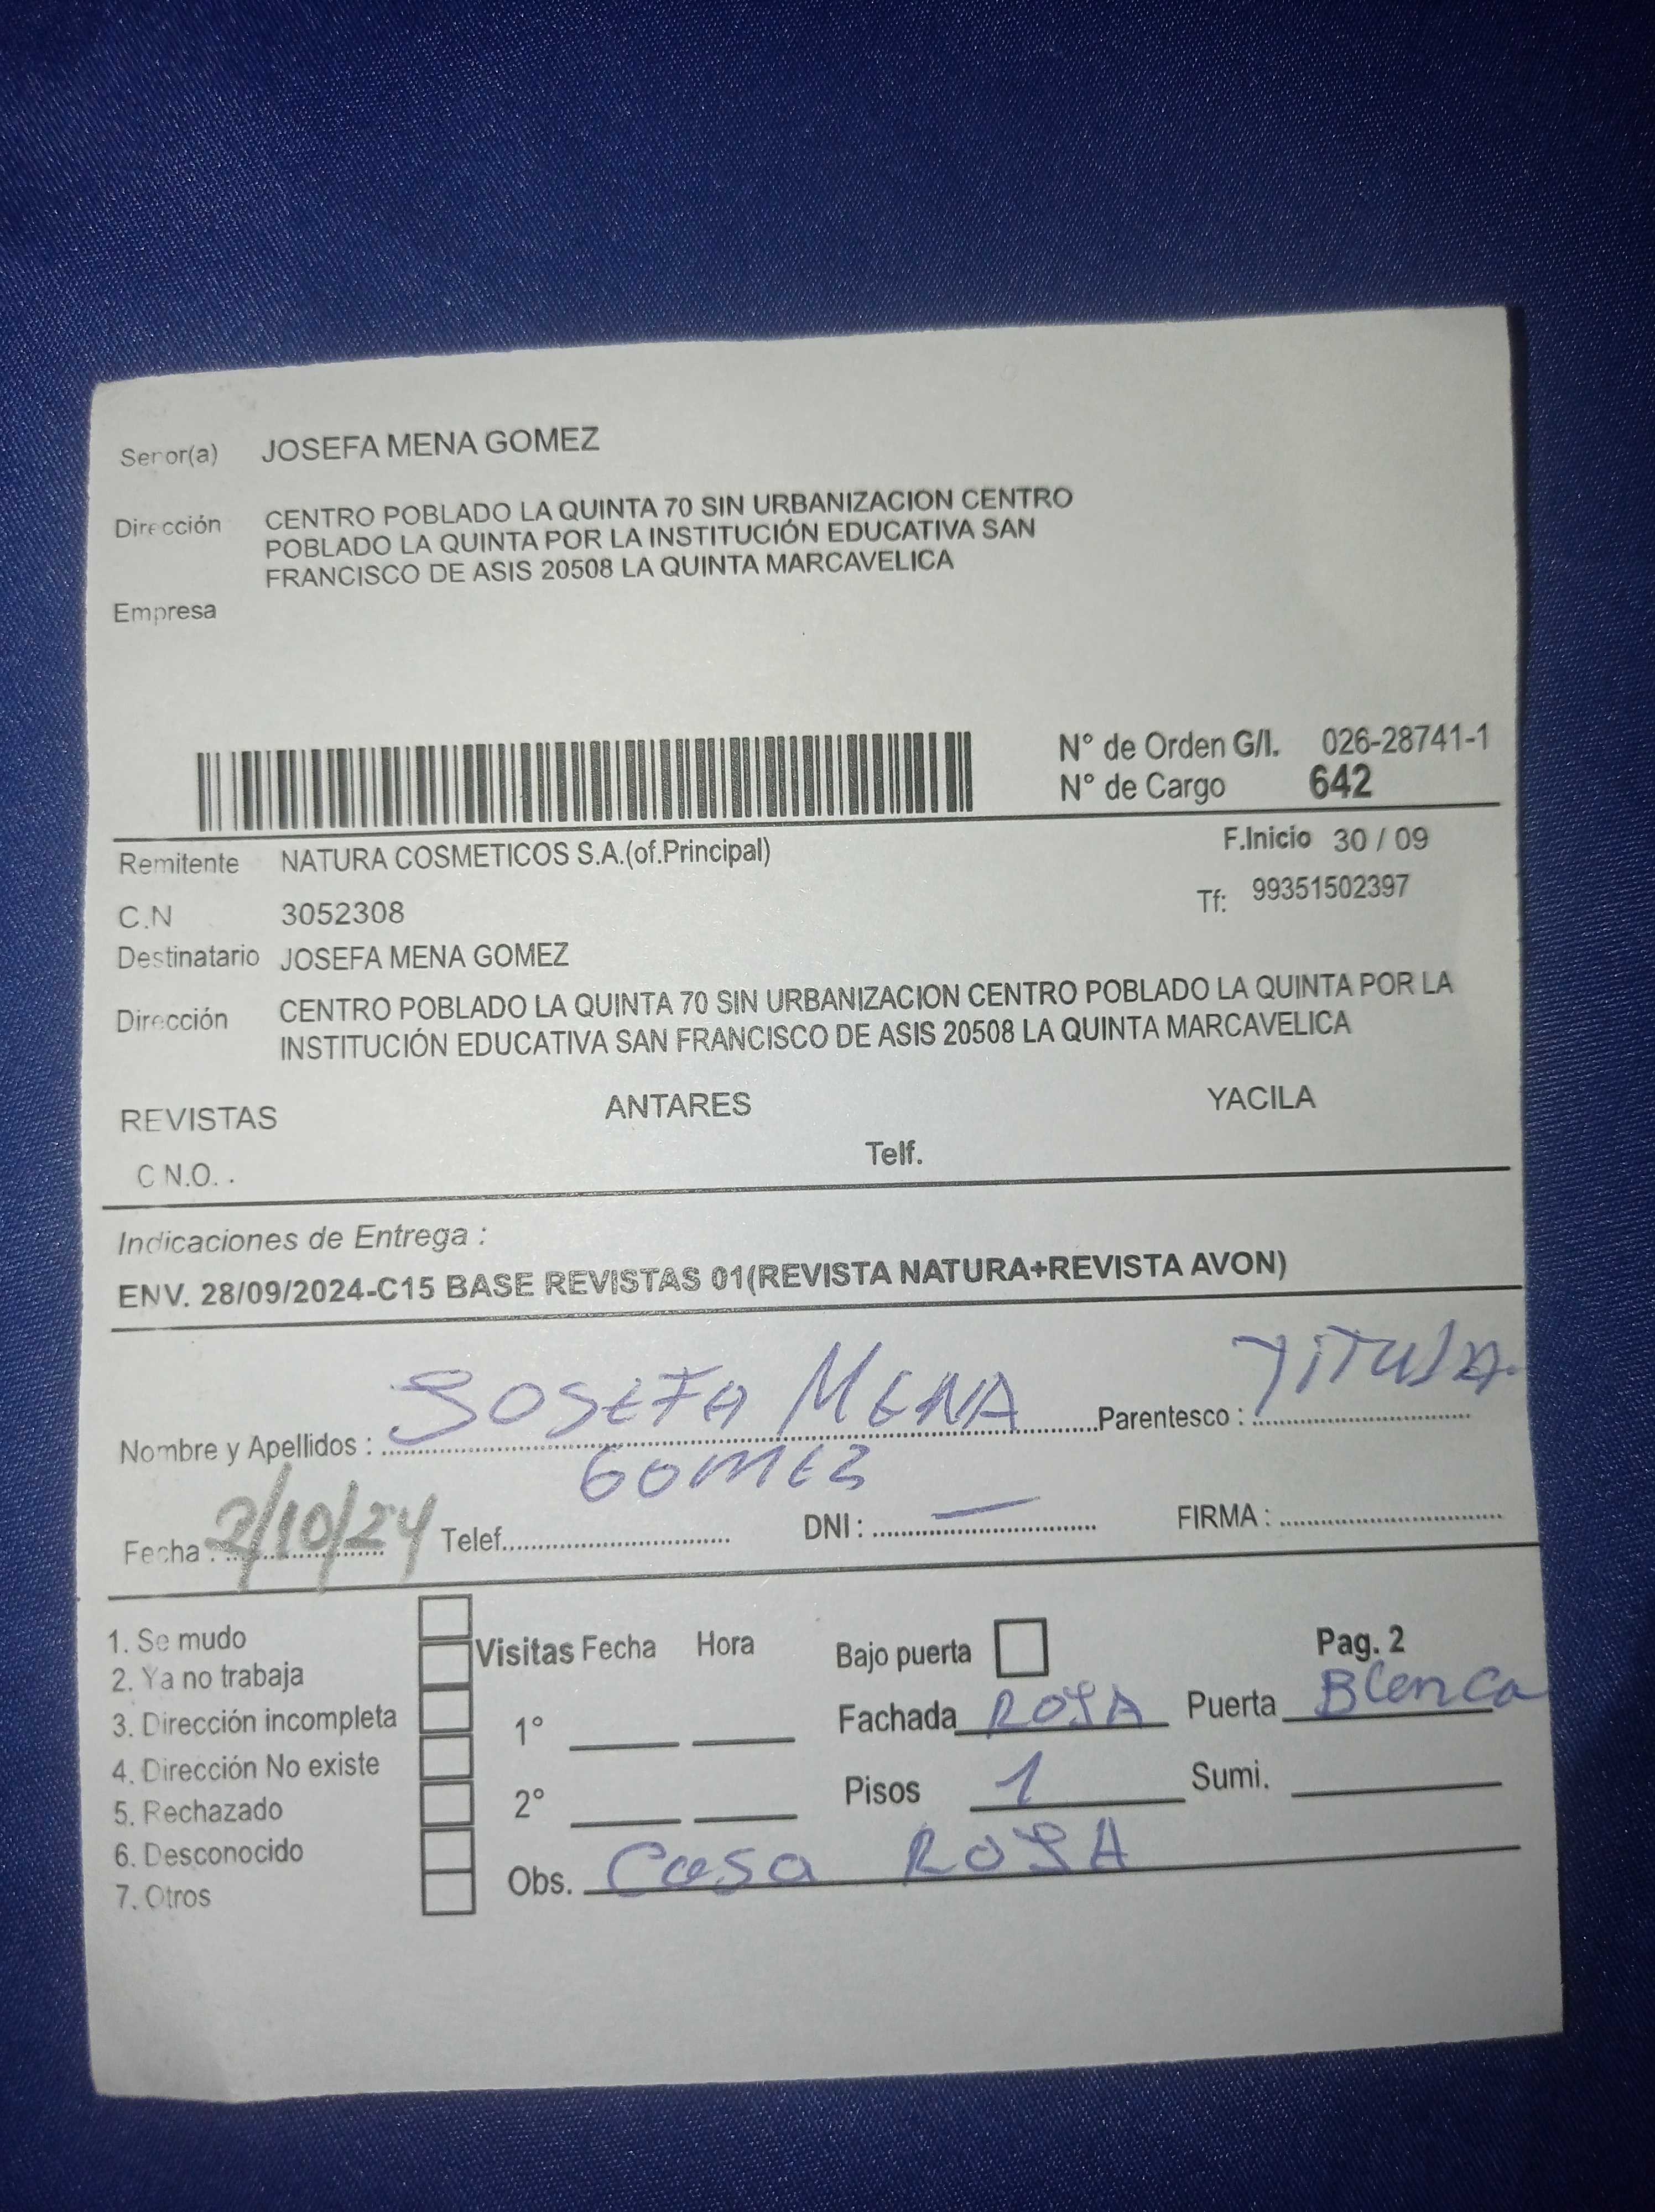 Señor(a) JOSEFA MENA GOMEZ
Dirección CENTRO POBLADO LA QUINTA 70 SIN URBANIZACION CENTRO
POBLADO LA QUINTA POR LA INSTITUCIÓN EDUCATIVA SAN
FRANCISCO DE ASIS 20508 LA QUINTA MARCAVELICA
Empresa
N° de Orden G/I. 026-28741-1
N° de Cargo 642
Remitente NATURA COSMETICOS S.A.(of.Principal) F.Inicio 30 / 09
C.N 3052308 Tf: 99351502397
Destinatario JOSEFA MENA GOMEZ
Dirección CENTRO POBLADO LA QUINTA 70 SIN URBANIZACION CENTRO POBLADO LA QUINTA POR LA
INSTITUCIÓN EDUCATIVA SAN FRANCISCO DE ASIS 20508 LA QUINTA MARCAVELICA
REVISTAS ANTARES YACILA
C N.O. . Telf.
Indicaciones de Entrega :
ENV. 28/09/2024-C15 BASE REVISTAS 01(REVISTA NATURA+REVISTA AVON)
Nombre y Apellidos : JOSEFA MENA Parentesco : TITULAR
GOMEZ
Fecha : 2/10/24 Telef. DNI : — FIRMA :
1. Se mudo
2. Ya no trabaja
3. Dirección incompleta
4. Dirección No existe
5. Rechazado
6. Desconocido
7. Otros
Visitas Fecha Hora
1°
2°
Bajo puerta Pag. 2
Fachada ROSA Puerta Blanca
Pisos 1 Sumi.
Obs. Casa ROSA